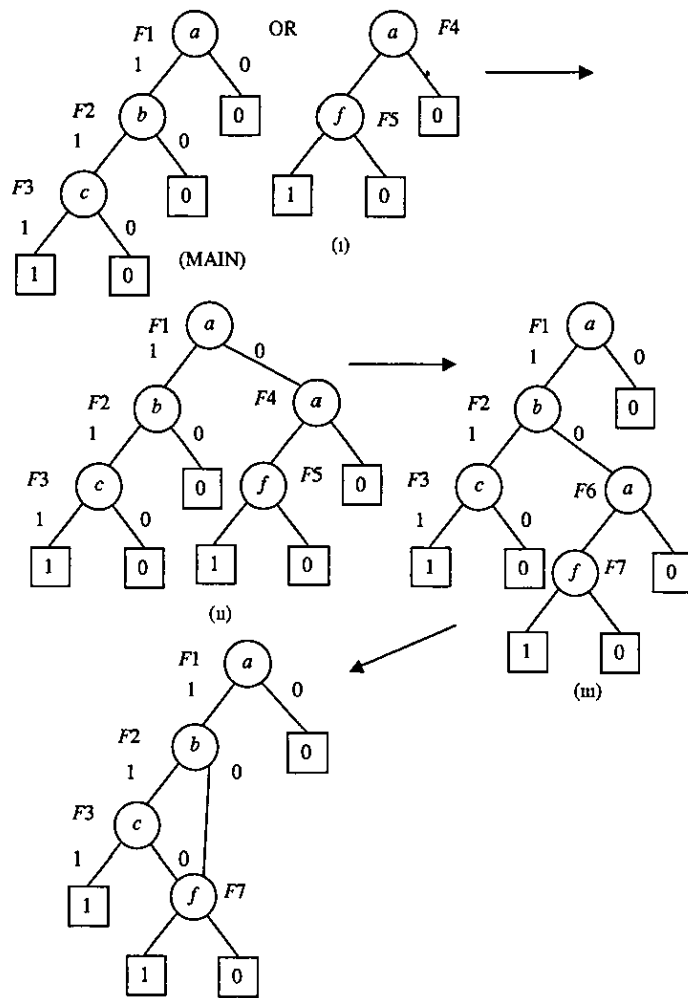 F1 a OR a F4
1 0
F2 b 0 f F5 0
1 0
F3 c 0 1 0
1 0 (i)
1 0 (MAIN)
F1 a F1 a
1 0 1 0
F2 b F4 a F2 b 0
1 0 1 0
F3 c 0 f F5 0 F3 c F6 a
1 0 1 0
1 0 1 0 1 0 f F7 0
(ii) 1 0
(iii)
F1 a
1 0
F2 b 0
1 0
F3 c
1 0
1 f F7
1 0